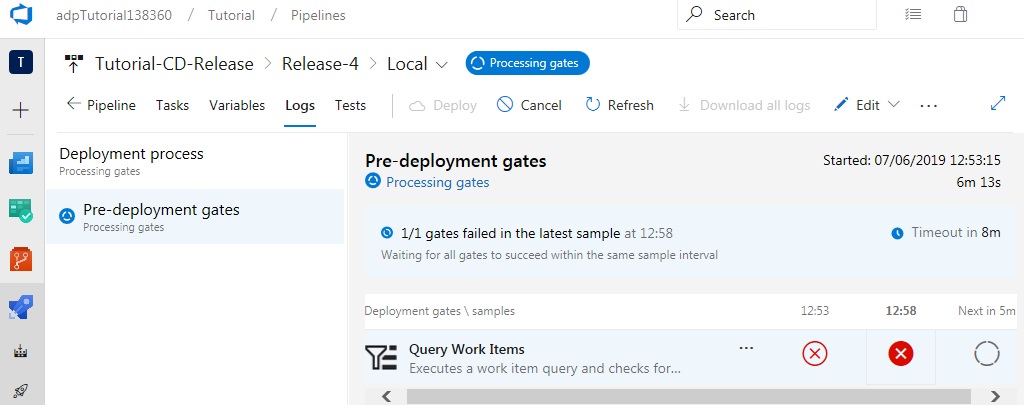 adpTutorial138360 / Tutorial / Pipelines
Search
T
Tutorial-CD-Release > Release-4 > Local
Processing gates
Pipeline Tasks Variables Logs Tests Deploy Cancel Refresh Download all logs Edit ...
Deployment process
Processing gates
Pre-deployment gates
Processing gates
Pre-deployment gates
Started: 07/06/2019 12:53:15
Processing gates
6m 13s
1/1 gates failed in the latest sample at 12:58
Timeout in 8m
Waiting for all gates to succeed within the same sample interval
Deployment gates \ samples 12:53 12:58 Next in 5m
Query Work Items ...
Executes a work item query and checks for...